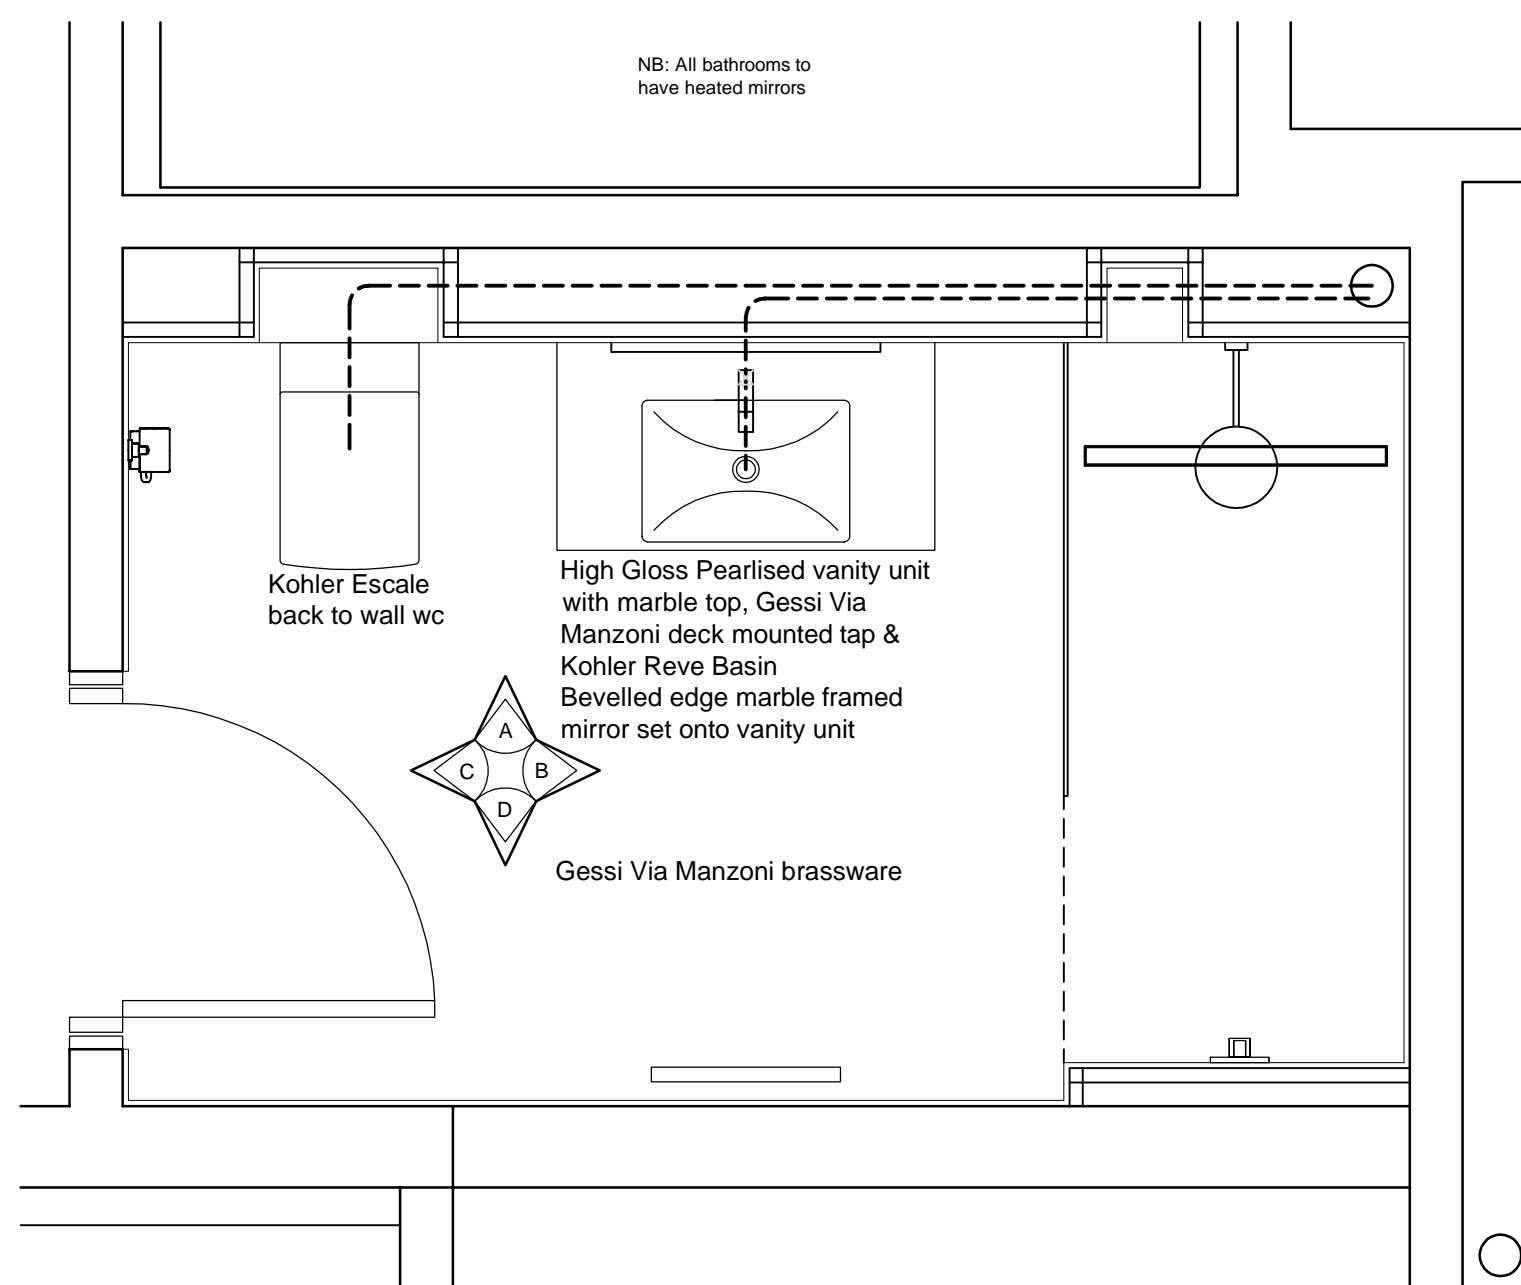 NB: All bathrooms to
have heated mirrors
Kohler Escale
back to wall wc
High Gloss Pearlised vanity unit
with marble top, Gessi Via
Manzoni deck mounted tap &
Kohler Reve Basin
Bevelled edge marble framed
mirror set onto vanity unit
A
C B
D
Gessi Via Manzoni brassware